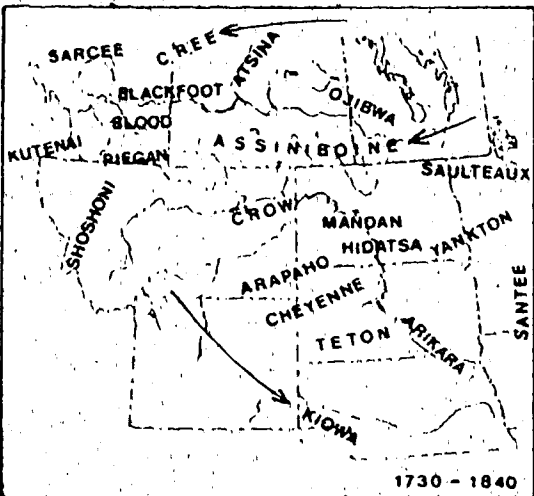 SARCEE
CREE
ATSINA
BLACKFOOT
OJIBWA
BLOOD
ASSINIBOINE
KUTENAI
PIEGAN
SAULTEAUX
SHOSHONI
CROW
MANDAN
HIDATSA
YANKTON
ARAPAHO
CHEYENNE
SANTEE
TETON
ARIKARA
KIOWA
1730 - 1840